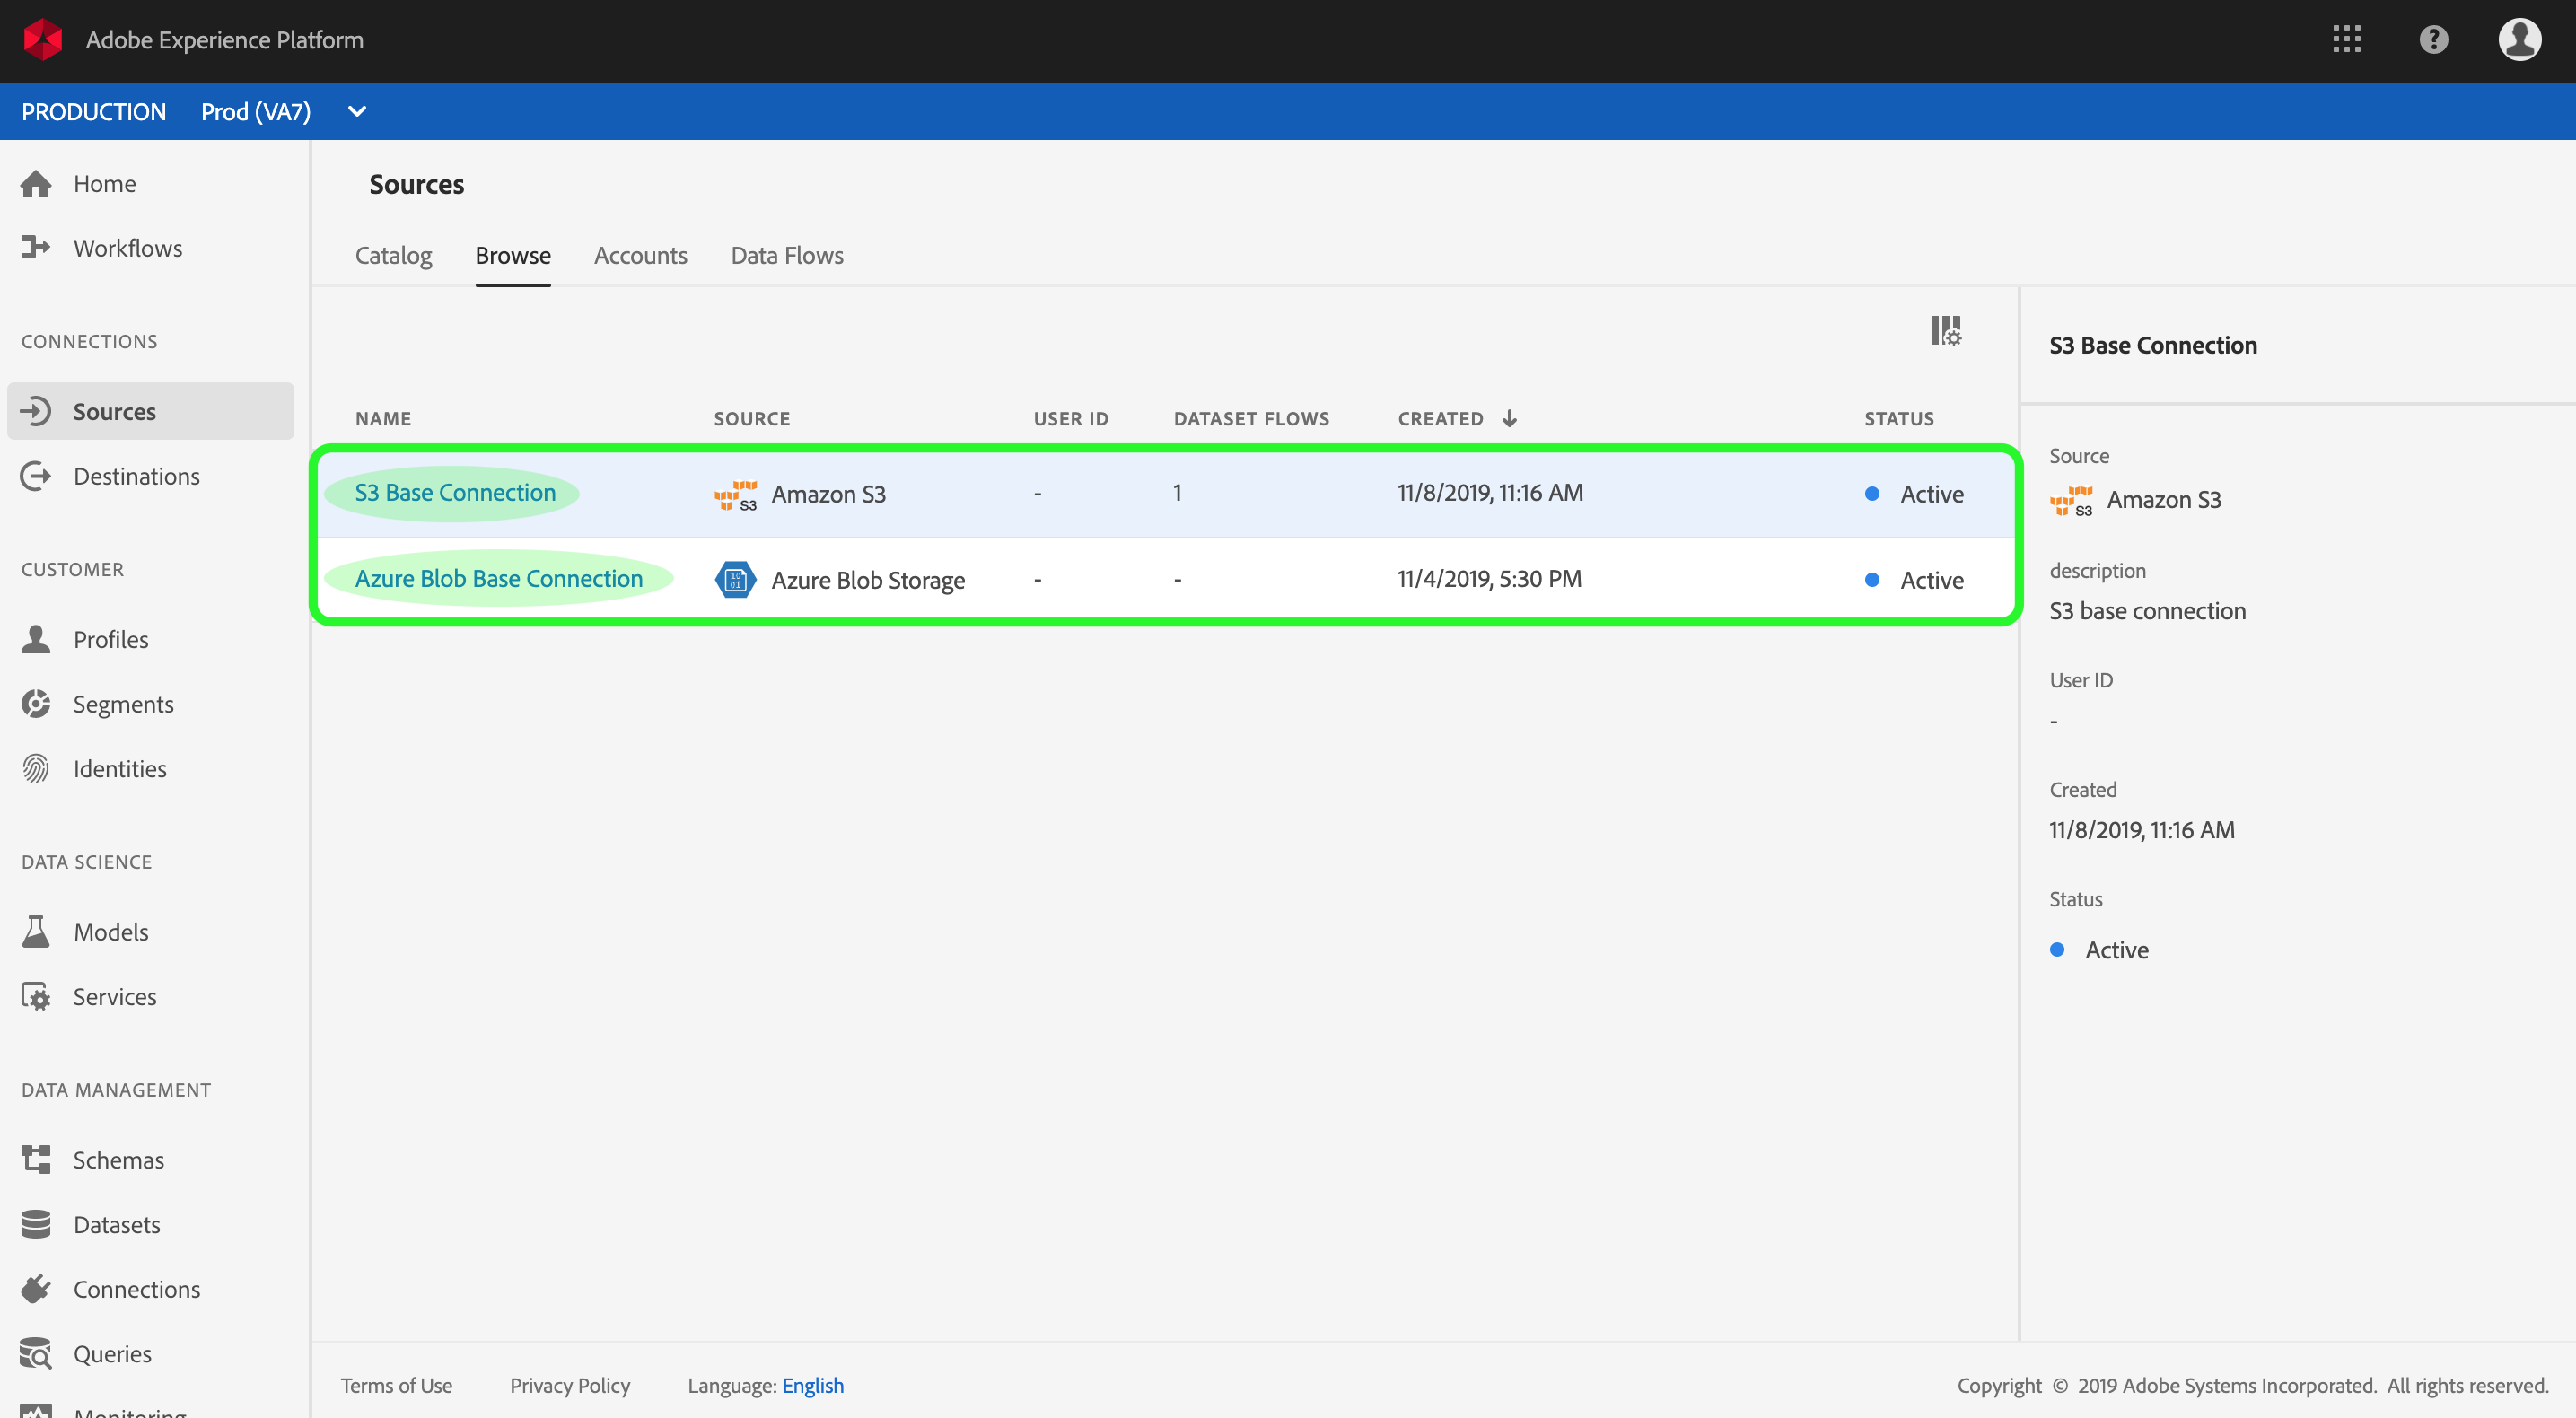 Adobe Experience Platform
?
PRODUCTION Prod (VA7)
Home
Workflows
CONNECTIONS
Sources
Destinations
CUSTOMER
Profiles
Segments
Identities
DATA SCIENCE
Models
Services
DATA MANAGEMENT
Schemas
Datasets
Connections
Queries
Monitoring
Sources
Catalog Browse Accounts Data Flows
NAME SOURCE USER ID DATASET FLOWS CREATED ↓ STATUS
S3 Base Connection S3 Amazon S3 - 1 11/8/2019, 11:16 AM Active
Azure Blob Base Connection 10 01 Azure Blob Storage - - 11/4/2019, 5:30 PM Active
S3 Base Connection
Source
S3 Amazon S3
description
S3 base connection
User ID
-
Created
11/8/2019, 11:16 AM
Status
Active
Terms of Use Privacy Policy Language: English Copyright © 2019 Adobe Systems Incorporated. All rights reserved.